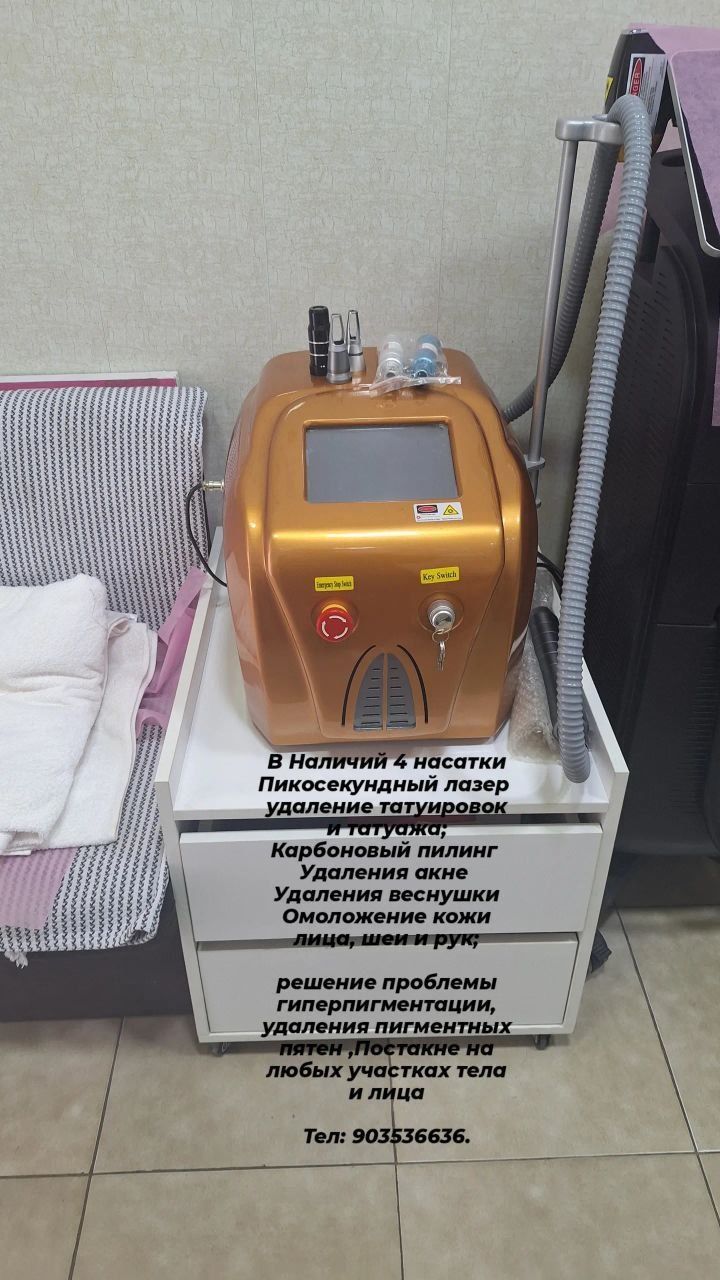 DANGER
Emergency Stop Switch
Key Switch
В Наличий 4 насатки
Пикосекундный лазер
удаление татуировок
и татуажа;
Карбоновый пилинг
Удаления акне
Удаления веснушки
Омоложение кожи
лица, шеи и рук;
решение проблемы
гиперпигментации,
удаления пигментных
пятен ,Постакне на
любых участках тела
и лица
Тел: 903536636.